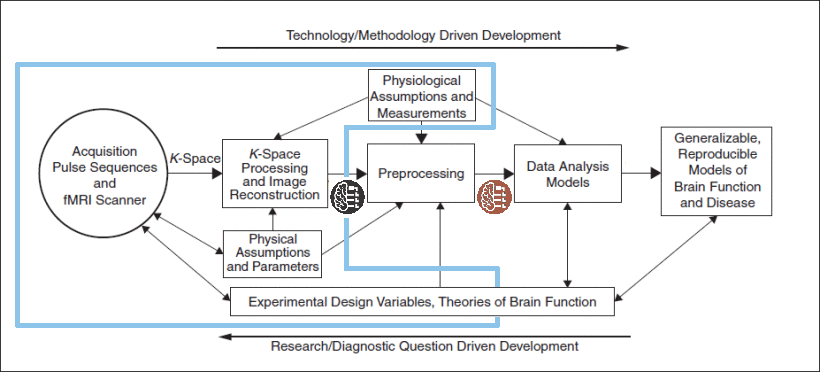 Technology/Methodology Driven Development
Physiological
Assumptions and
Measurements
Acquisition
Pulse Sequences
and
fMRI Scanner
K-Space
K-Space
Processing
and Image
Reconstruction
Preprocessing
Data Analysis
Models
Generalizable,
Reproducible
Models of
Brain Function
and Disease
Physical
Assumptions
and Parameters
Experimental Design Variables, Theories of Brain Function
Research/Diagnostic Question Driven Development